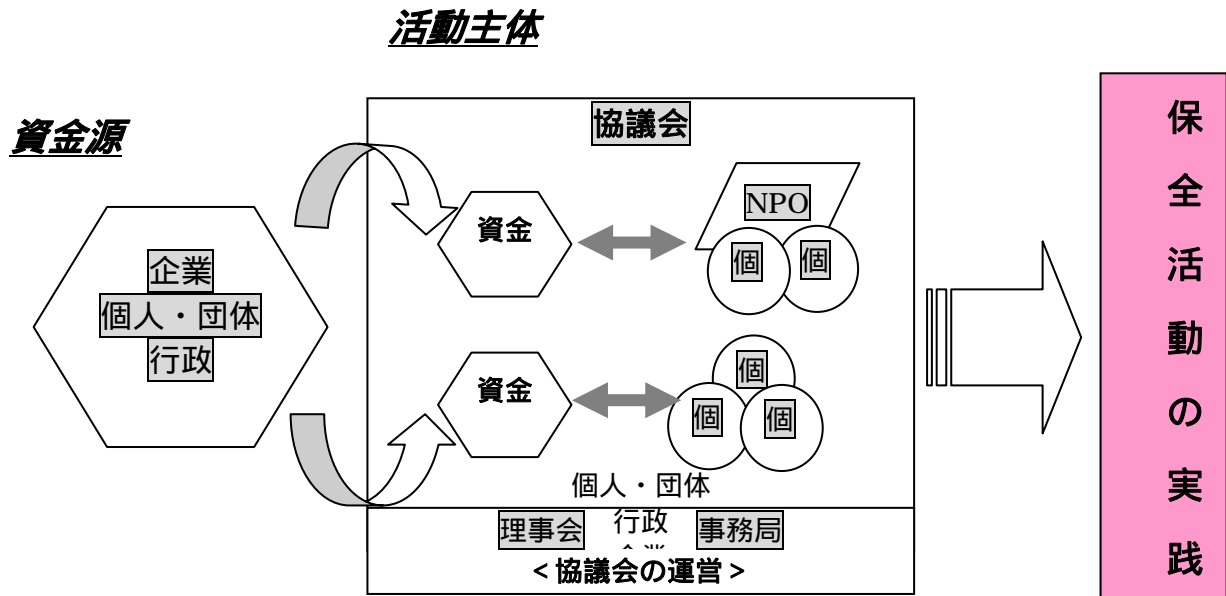 活動主体
資金源
協議会
企業
個人・団体
行政
資金
NPO
個
個
資金
個
個
個
個人・団体
理事会
行政
事務局
＜協議会の運営＞
保全活動の実践